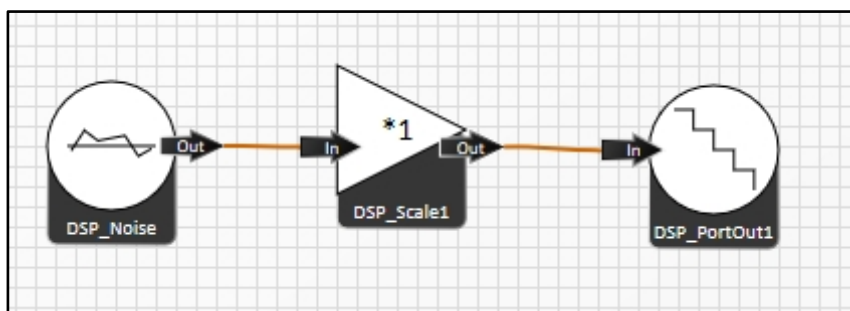 Out
DSP_Noise
In
*1
Out
DSP_Scale1
In
DSP_PortOut1